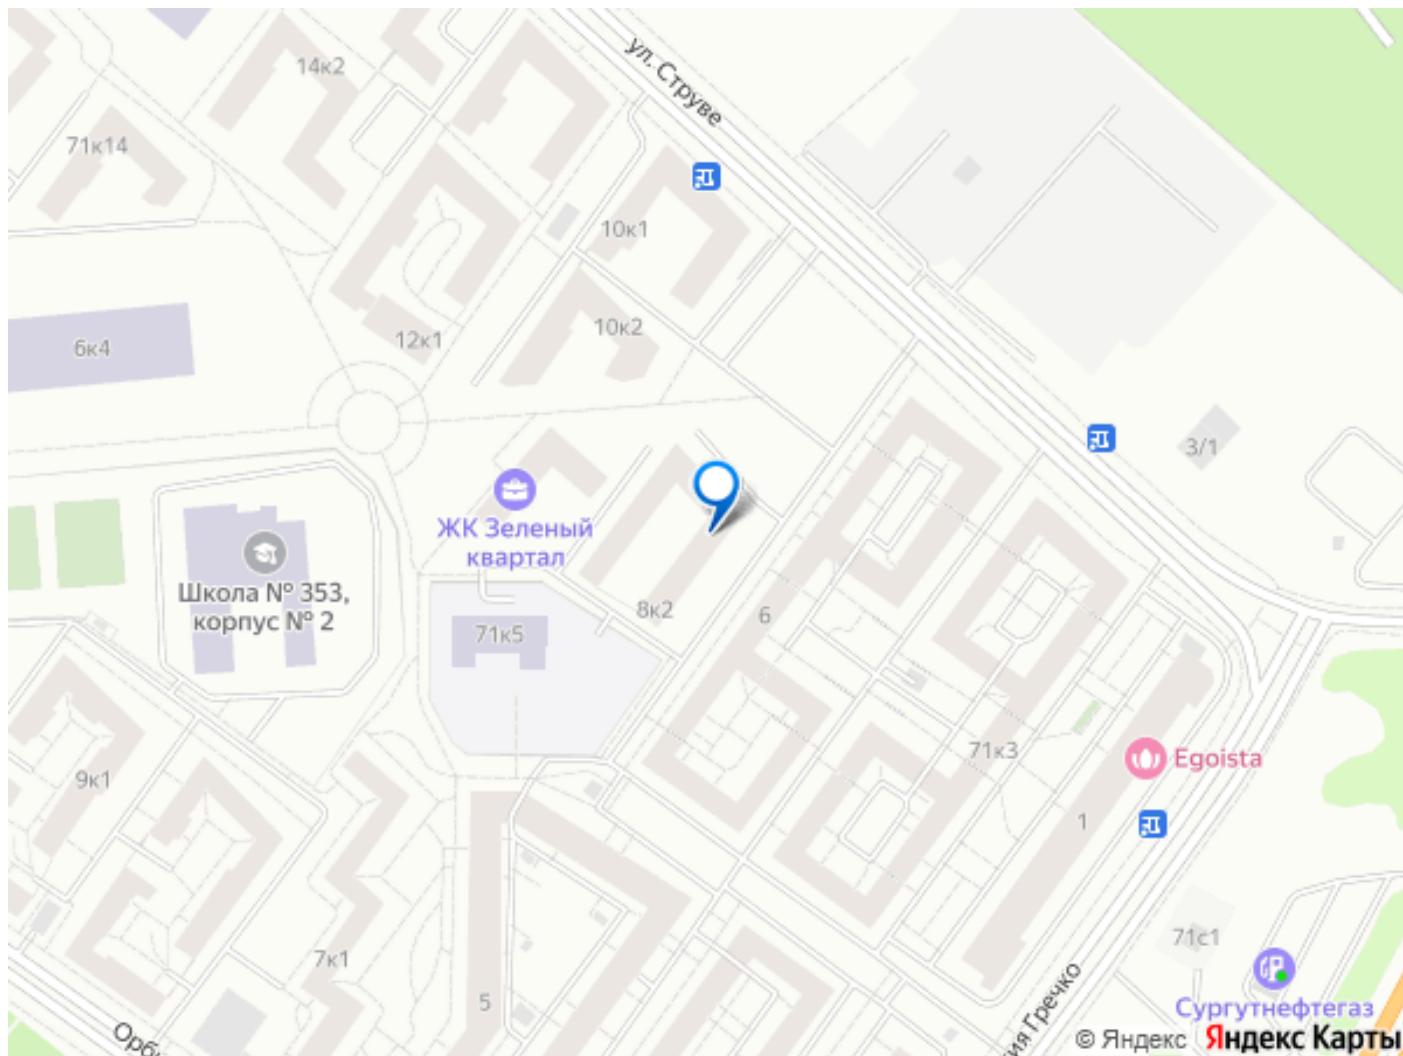 14к2
ул. Струве
71к14
10к1
10к2
12к1
6к4
3/1
ЖК Зеленый
квартал
Школа № 353,
корпус № 2
8к2
6
71к5
71к3
Egoista
9к1
1
71с1
7к1
5
Сургутнефтегаз
Орби
ия Гречко
© Яндекс Яндекс Карты